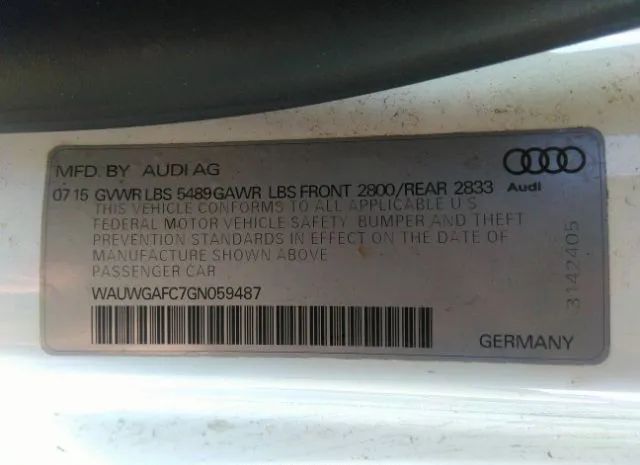 MFD. BY AUDI AG
07 15 GVWR LBS 5489 GAWR LBS FRONT 2800/REAR 2833
Audi
THIS VEHICLE CONFORMS TO ALL APPLICABLE U S
FEDERAL MOTOR VEHICLE SAFETY, BUMPER AND THEFT
PREVENTION STANDARDS IN EFFECT ON THE DATE OF
MANUFACTURE SHOWN ABOVE.
PASSENGER CAR
WAUWGAFC7GN059487
3142405
GERMANY